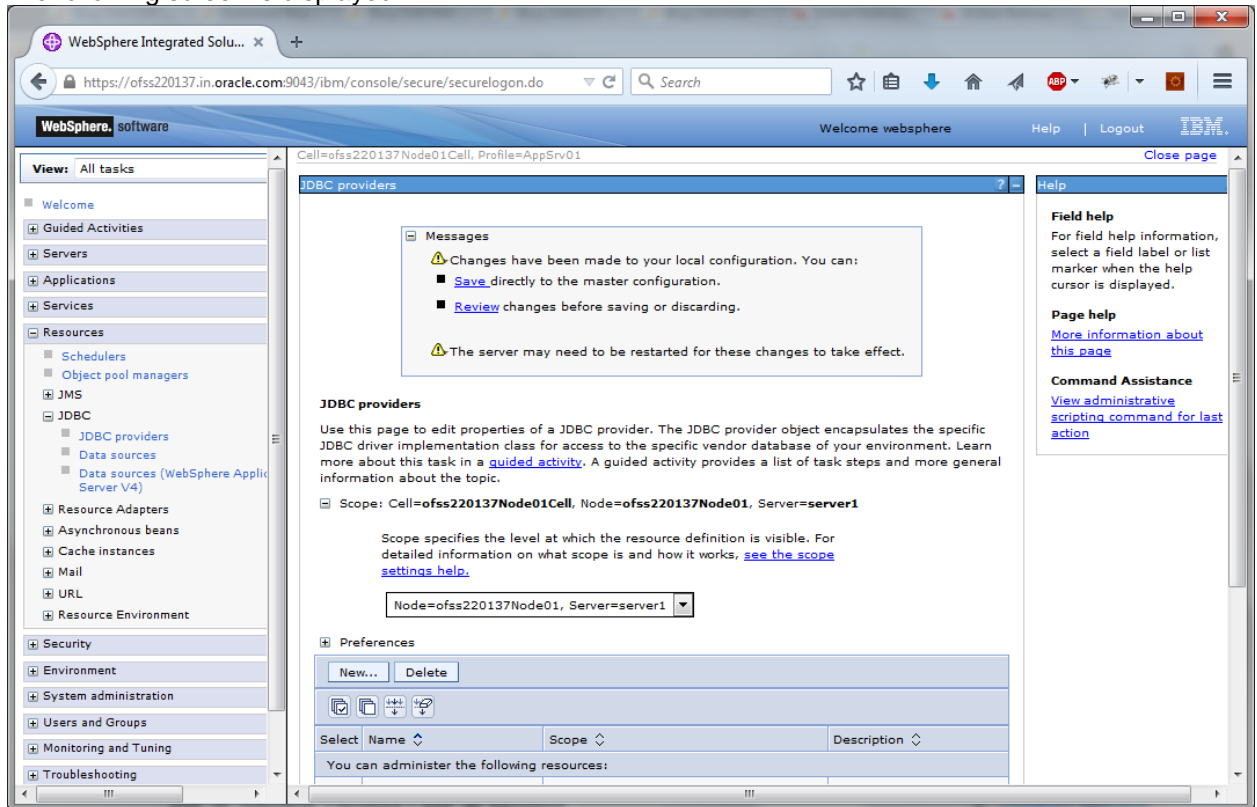 WebSphere Integrated Solu...
https://ofss220137.in.oracle.com:9043/ibm/console/secure/securelogon.do
Search
ABP
WebSphere. software
Welcome websphere
Help | Logout
IBM.
View: All tasks
Welcome
Guided Activities
Servers
Applications
Services
Resources
Schedulers
Object pool managers
JMS
JDBC
JDBC providers
Data sources
Data sources (WebSphere Applic
Server V4)
Resource Adapters
Asynchronous beans
Cache instances
Mail
URL
Resource Environment
Security
Environment
System administration
Users and Groups
Monitoring and Tuning
Troubleshooting
Cell=ofss220137Node01Cell, Profile=AppSrv01
Close page
JDBC providers
? -
Messages
Changes have been made to your local configuration. You can:
Save directly to the master configuration.
Review changes before saving or discarding.
The server may need to be restarted for these changes to take effect.
JDBC providers
Use this page to edit properties of a JDBC provider. The JDBC provider object encapsulates the specific
JDBC driver implementation class for access to the specific vendor database of your environment. Learn
more about this task in a guided activity. A guided activity provides a list of task steps and more general
information about the topic.
Scope: Cell=ofss220137Node01Cell, Node=ofss220137Node01, Server=server1
Scope specifies the level at which the resource definition is visible. For
detailed information on what scope is and how it works, see the scope
settings help.
Node=ofss220137Node01, Server=server1
Preferences
New... Delete
Select Name Scope Description
You can administer the following resources:
Help
Field help
For field help information,
select a field label or list
marker when the help
cursor is displayed.
Page help
More information about
this page
Command Assistance
View administrative
scripting command for last
action